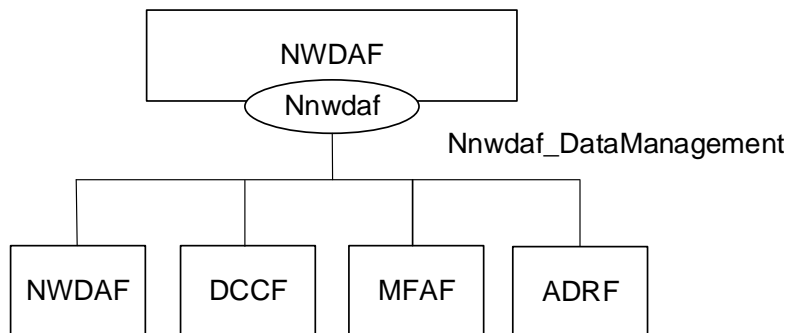 NWDAF
Nnwdaf
Nnwdaf_DataManagement
NWDAF
DCCF
MFAF
ADRF